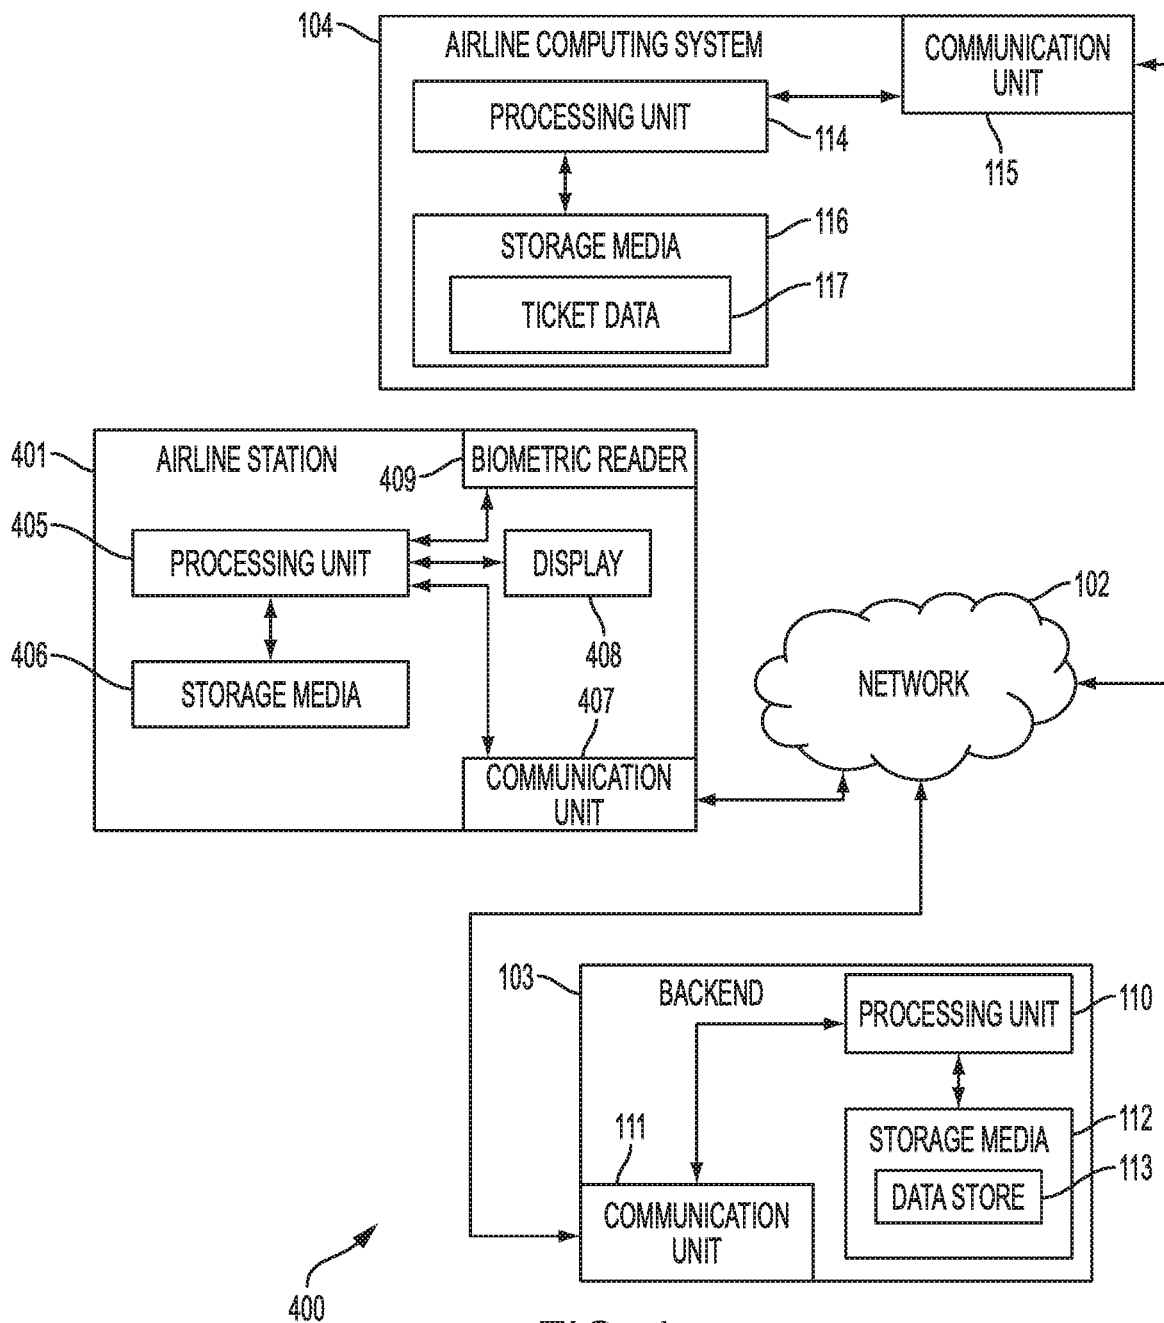 104
AIRLINE COMPUTING SYSTEM
COMMUNICATION
UNIT
PROCESSING UNIT
114
115
116
STORAGE MEDIA
117
TICKET DATA
401
AIRLINE STATION
BIOMETRIC READER
409
405
PROCESSING UNIT
DISPLAY
408
406
STORAGE MEDIA
407
COMMUNICATION
UNIT
102
NETWORK
103
BACKEND
PROCESSING UNIT
110
111
112
STORAGE MEDIA
113
DATA STORE
COMMUNICATION
UNIT
400